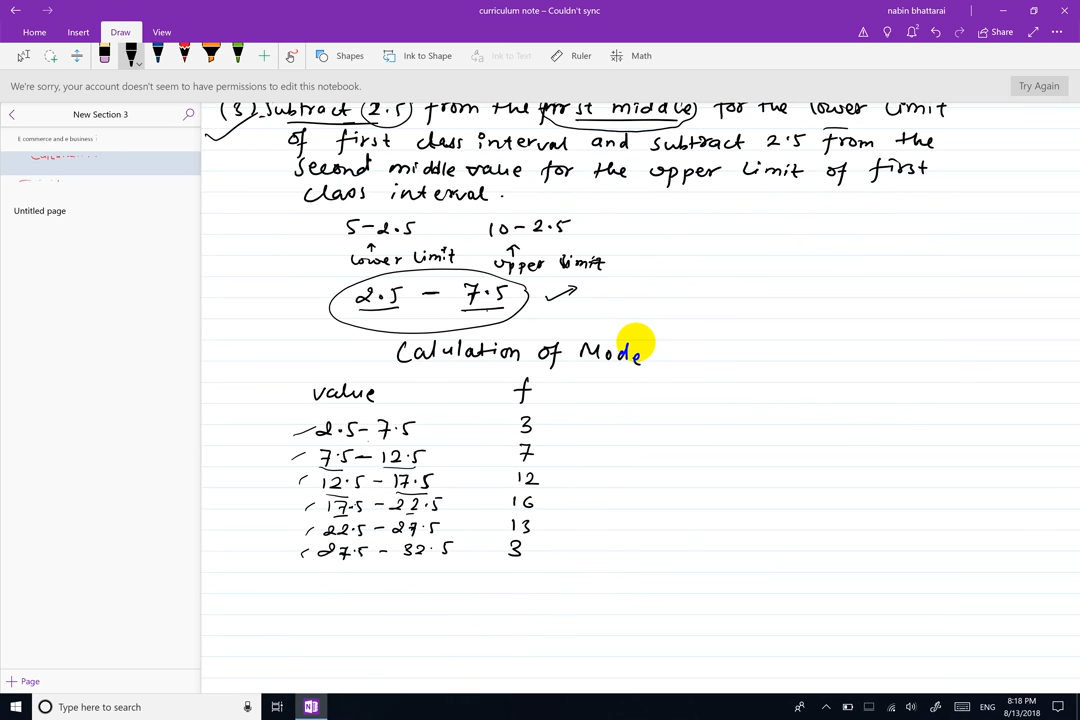 curriculum note – Couldn't sync
nabin bhattarai
Home Insert Draw View
Share
Shapes Ink to Shape Ink to Text Ruler Math
We're sorry, your account doesn't seem to have permissions to edit this notebook.
Try Again
New Section 3
E commerce and e business
Untitled page
Page
(3) Subtract (2.5) from the first middle for the lower limit
of first class interval and subtract 2.5 from the
second middle value for the upper limit of first
class interval.
5-2.5 10-2.5
lower limit upper limit
2.5 - 7.5
Calulation of Mode
value f
2.5-7.5 3
7.5-12.5 7
12.5-17.5 12
17.5-22.5 16
22.5-27.5 13
27.5-32.5 3
Type here to search
ENG
8:18 PM
8/13/2018